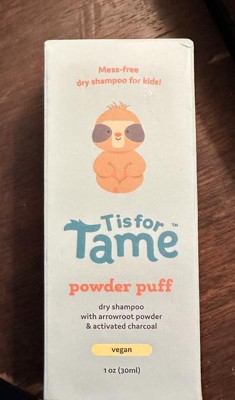 Mess-free
dry shampoo for kids!
T is for
Tame™
powder puff
dry shampoo
with arrowroot powder
& activated charcoal
vegan
1 oz (30ml)